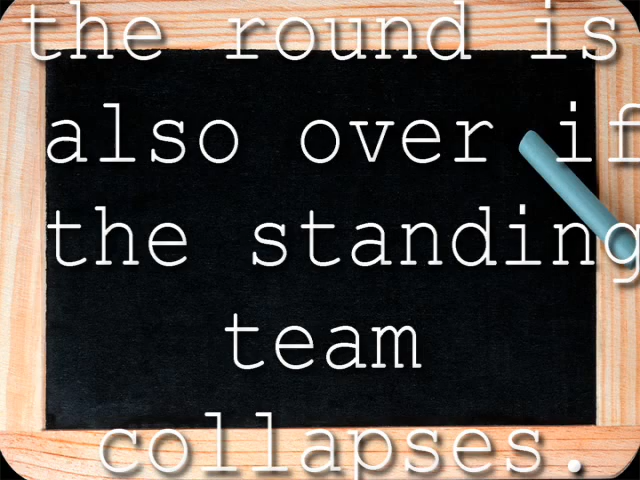 the round is
also over if
the standing
team
collapses.